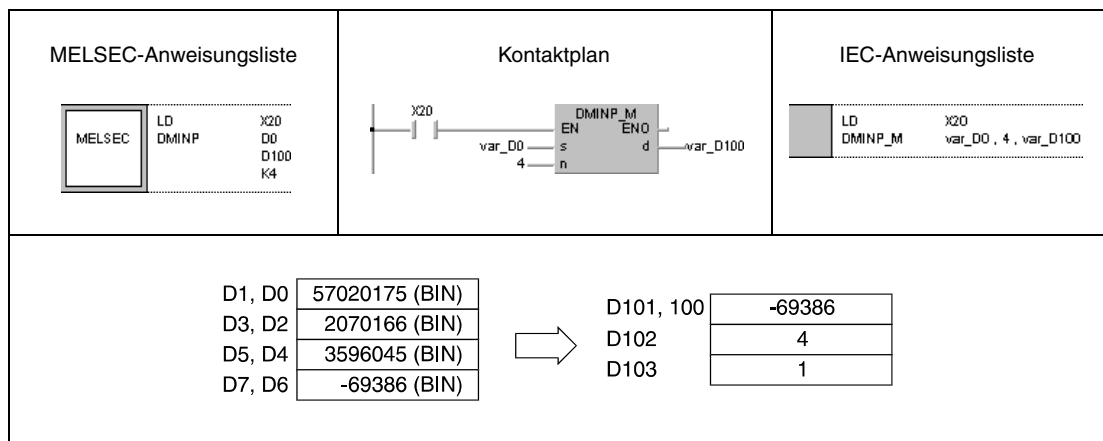 MELSEC-Anweisungsliste
MELSEC
LD X20
DMINP D0
D100
K4
Kontaktplan
X20
DMINP_M
EN ENO
var_D0 s d var_D100
4 n
IEC-Anweisungsliste
LD X20
DMINP_M var_D0 , 4 , var_D100
D1, D0 57020175 (BIN)
D3, D2 2070166 (BIN)
D5, D4 3596045 (BIN)
D7, D6 -69386 (BIN)
D101, 100 -69386
D102 4
D103 1